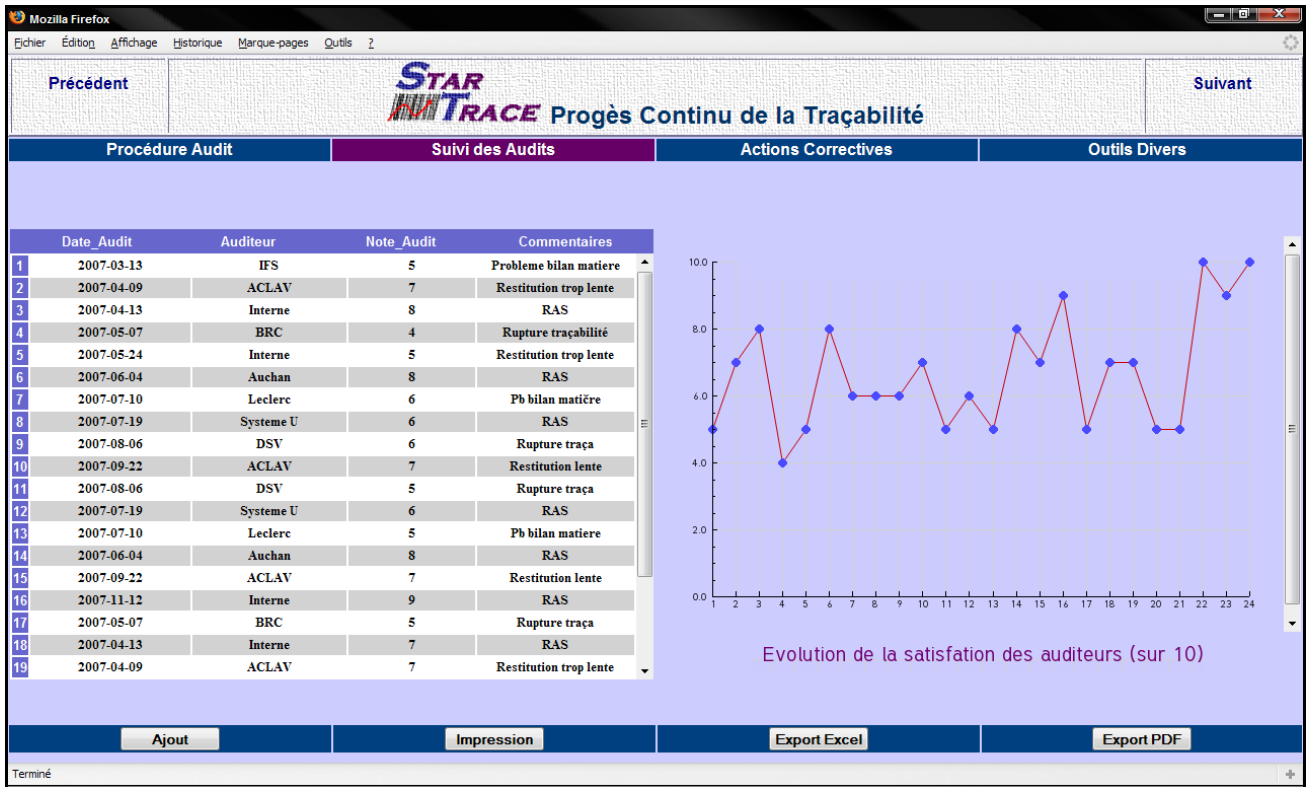 Mozilla Firefox
Fichier Édition Affichage Historique Marque-pages Outils ?
Précédent
STAR
TRACE Progès Continu de la Traçabilité
Suivant
Procédure Audit Suivi des Audits Actions Correctives Outils Divers
Date_Audit Auditeur Note_Audit Commentaires
1 2007-03-13 IFS 5 Probleme bilan matiere
2 2007-04-09 ACLAV 7 Restitution trop lente
3 2007-04-13 Interne 8 RAS
4 2007-05-07 BRC 4 Rupture traçabilité
5 2007-05-24 Interne 5 Restitution trop lente
6 2007-06-04 Auchan 8 RAS
7 2007-07-10 Leclerc 6 Pb bilan matičre
8 2007-07-19 Systeme U 6 RAS
9 2007-08-06 DSV 6 Rupture traça
10 2007-09-22 ACLAV 7 Restitution lente
11 2007-08-06 DSV 5 Rupture traça
12 2007-07-19 Systeme U 6 RAS
13 2007-07-10 Leclerc 5 Pb bilan matiere
14 2007-06-04 Auchan 8 RAS
15 2007-09-22 ACLAV 7 Restitution lente
16 2007-11-12 Interne 9 RAS
17 2007-05-07 BRC 5 Rupture traça
18 2007-04-13 Interne 7 RAS
19 2007-04-09 ACLAV 7 Restitution trop lente
10.0
8.0
6.0
4.0
2.0
0.0
1 2 3 4 5 6 7 8 9 10 11 12 13 14 15 16 17 18 19 20 21 22 23 24
Evolution de la satisfation des auditeurs (sur 10)
Ajout Impression Export Excel Export PDF
Terminé